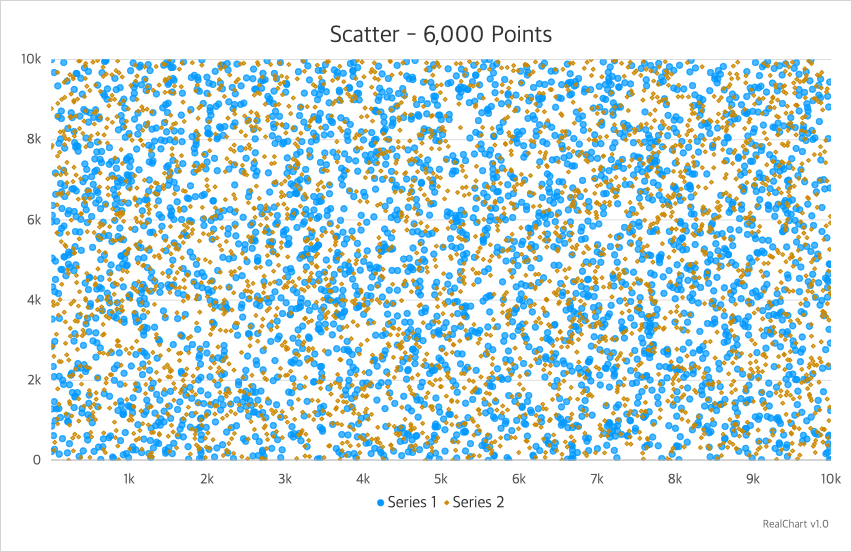 Scatter - 6,000 Points
10k
8k
6k
4k
2k
0
1k 2k 3k 4k 5k 6k 7k 8k 9k 10k
Series 1 Series 2
RealChart v1.0